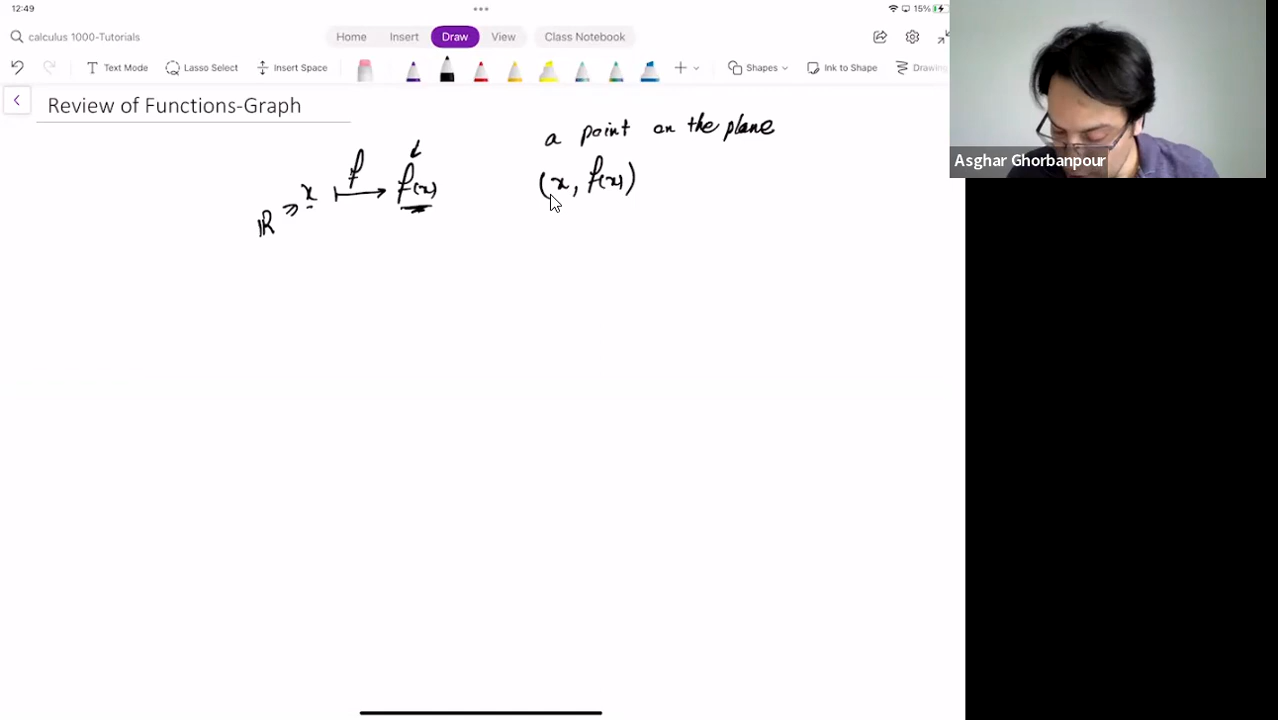 12:49
15%
calculus 1000-Tutorials
Home Insert Draw View Class Notebook
Text Mode Lasso Select Insert Space Shapes Ink to Shape Drawing
Review of Functions-Graph
a point on the plane
f
ℝ ∋ x ↦ f(x)
(x, f(x))
Asghar Ghorbanpour